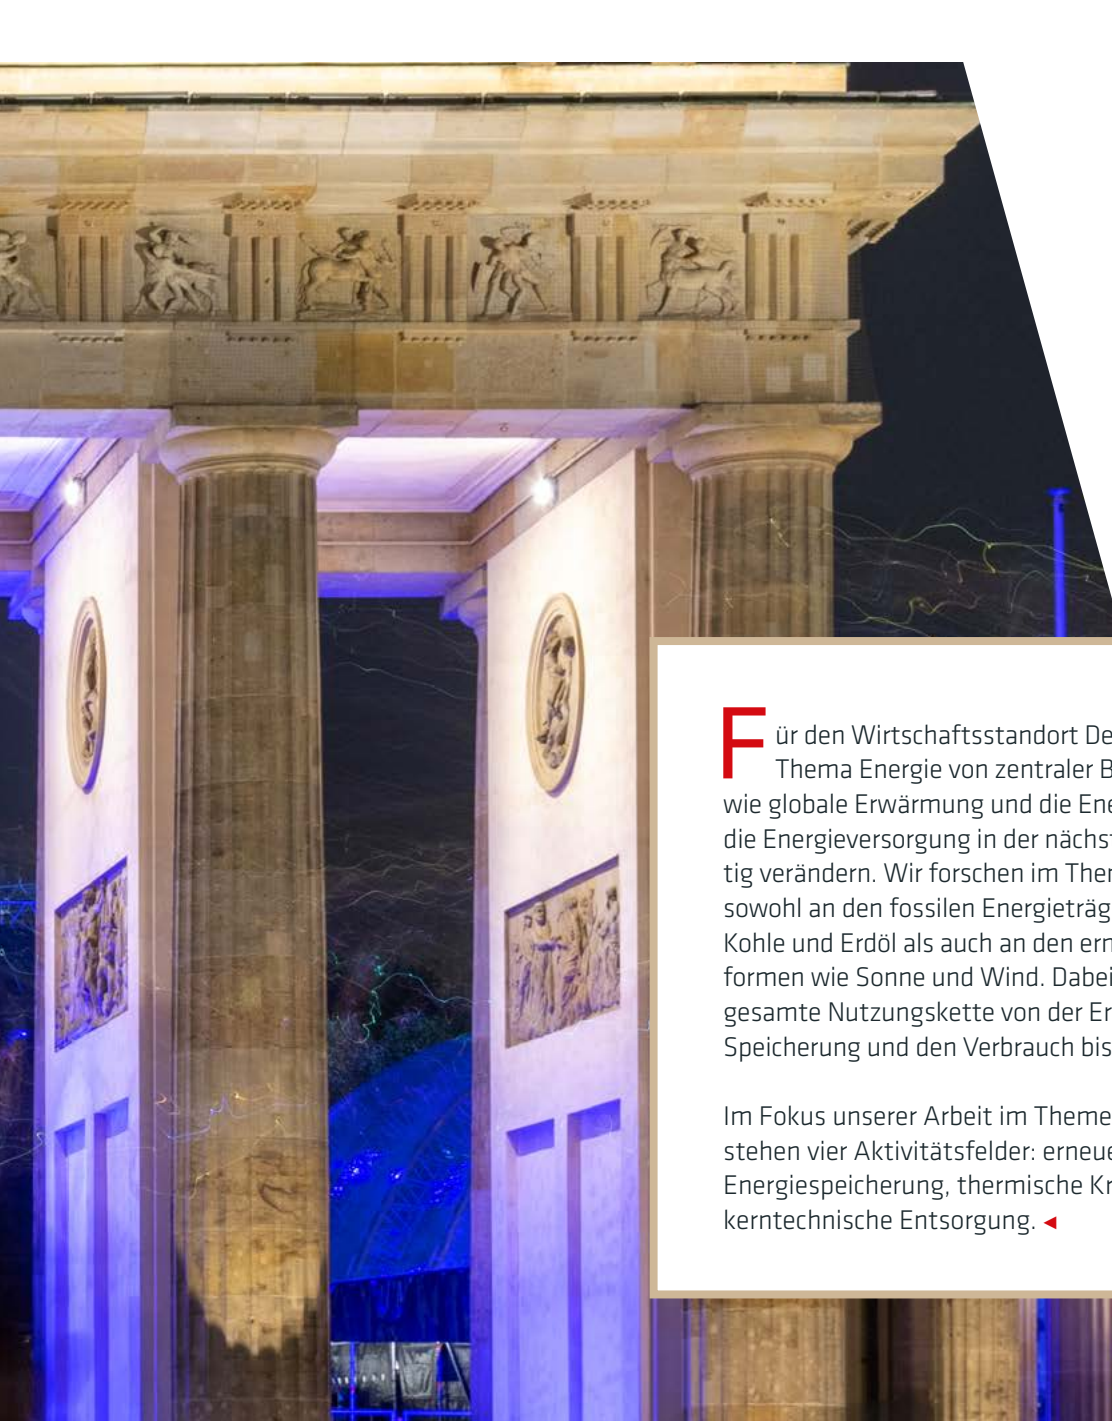 Für den Wirtschaftsstandort De
Thema Energie von zentraler B
wie globale Erwärmung und die Ene
die Energieversorgung in der nächst
tig verändern. Wir forschen im Them
sowohl an den fossilen Energieträg
Kohle und Erdöl als auch an den ern
formen wie Sonne und Wind. Dabei
gesamte Nutzungskette von der Er
Speicherung und den Verbrauch bis
Im Fokus unserer Arbeit im Theme
stehen vier Aktivitätsfelder: erneue
Energiespeicherung, thermische Kr
kerntechnische Entsorgung. ◄